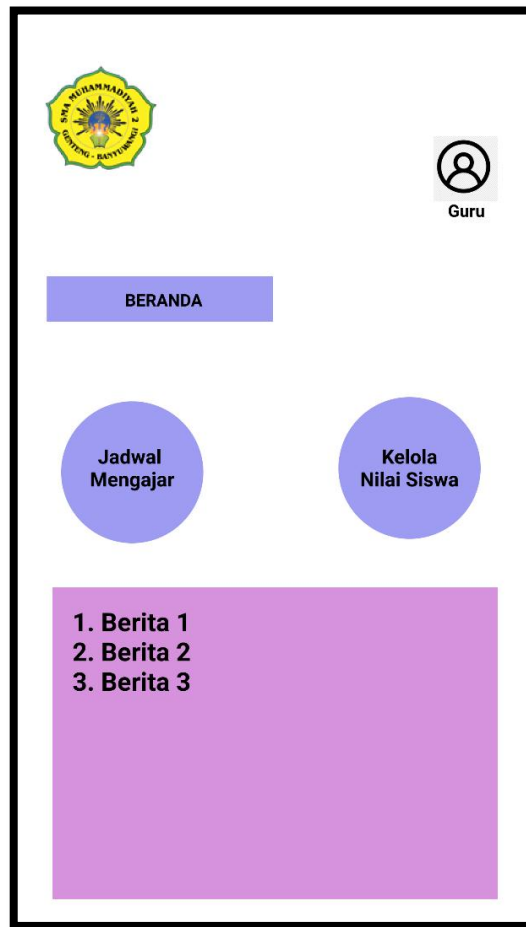 SMA MUHAMMADIYAH 2
GENTENG - BANYUWANGI
Guru
BERANDA
Jadwal
Mengajar
Kelola
Nilai Siswa
1. Berita 1
2. Berita 2
3. Berita 3